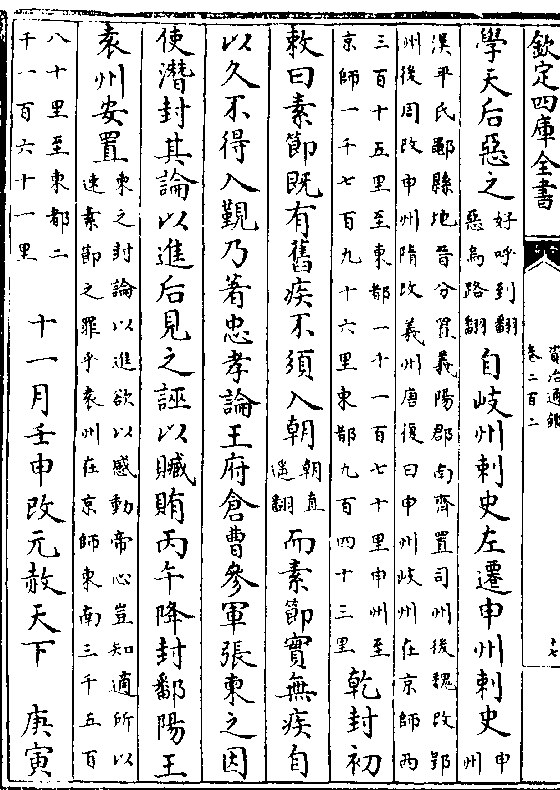 欽定四庫全書
資治通鑑
卷二百二
十七
學天后惡之好呼到翻惡烏路翻自岐州刺史左遷申州刺史申州
漢平氏鄳縣地晉分置義陽郡南齊置司州後魏改郢
州後周改申州隋改義州唐復曰申州岐州在京師西
三百十五里至東都一千一百七十里申州至
京師一千七百九十六里東都九百四十三里乾封初
敕曰素節既有舊疾不須入朝朝直遥翻而素節實無疾自
以久不得入覲乃著忠孝論王府倉曹參軍張柬之因
使潛封其論以進后見之誣以贓賄丙午降封鄱陽王
袁州安置柬之封論以進欲以感動帝心豈知適所以速素節之罪乎袁州在京師東南三千五百
八十里至東都二千一百六十一里十一月壬申改元赦天下庚寅